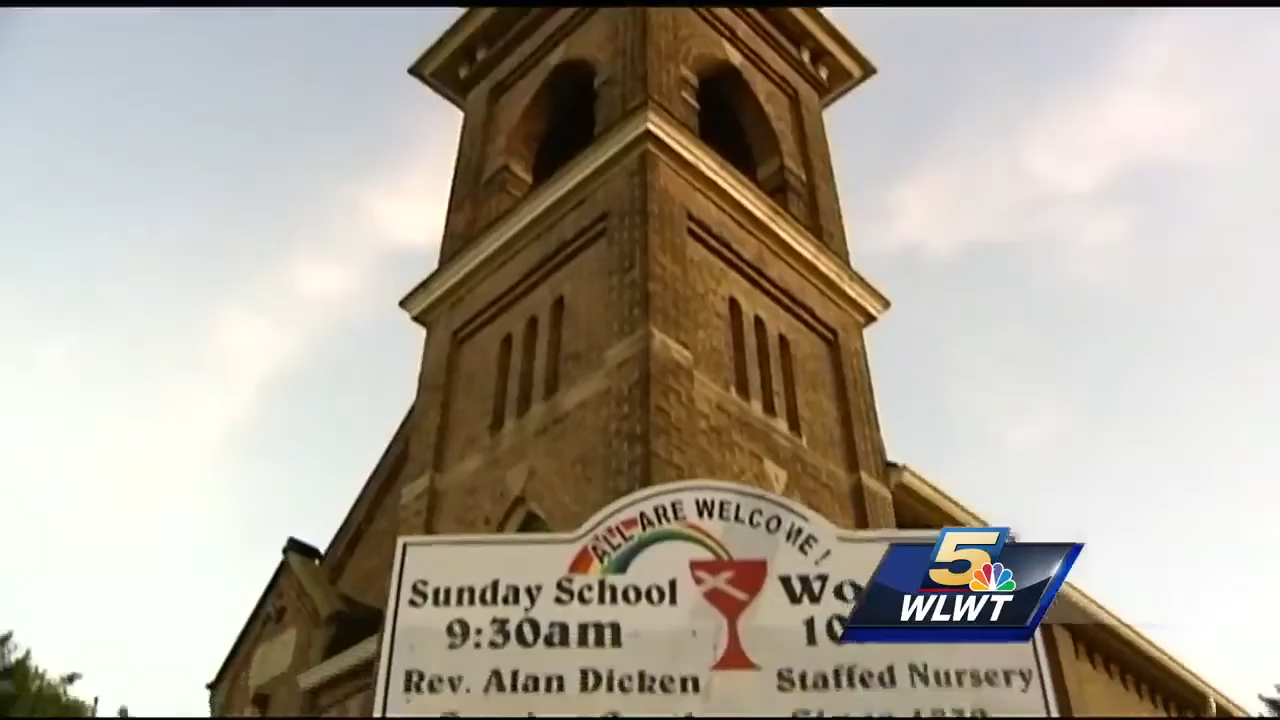 ALL ARE WELCOME!
Sunday School
9:30am
Rev. Alan Dicken
Staffed Nursery
5
WLWT